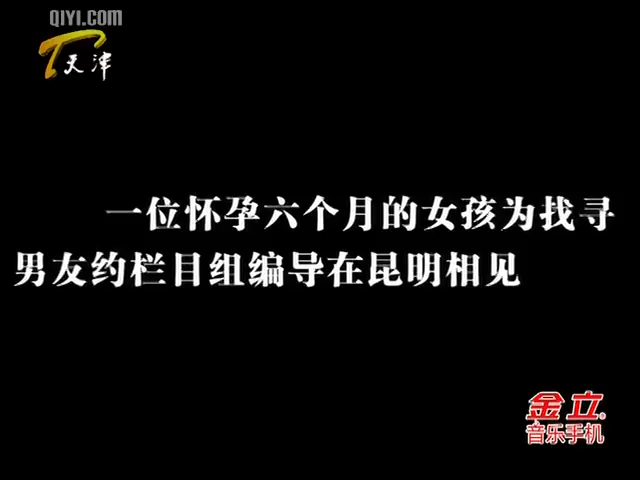 QIYI.COM
天津
一位怀孕六个月的女孩为找寻
男友约栏目组编导在昆明相见
金立®
音乐手机